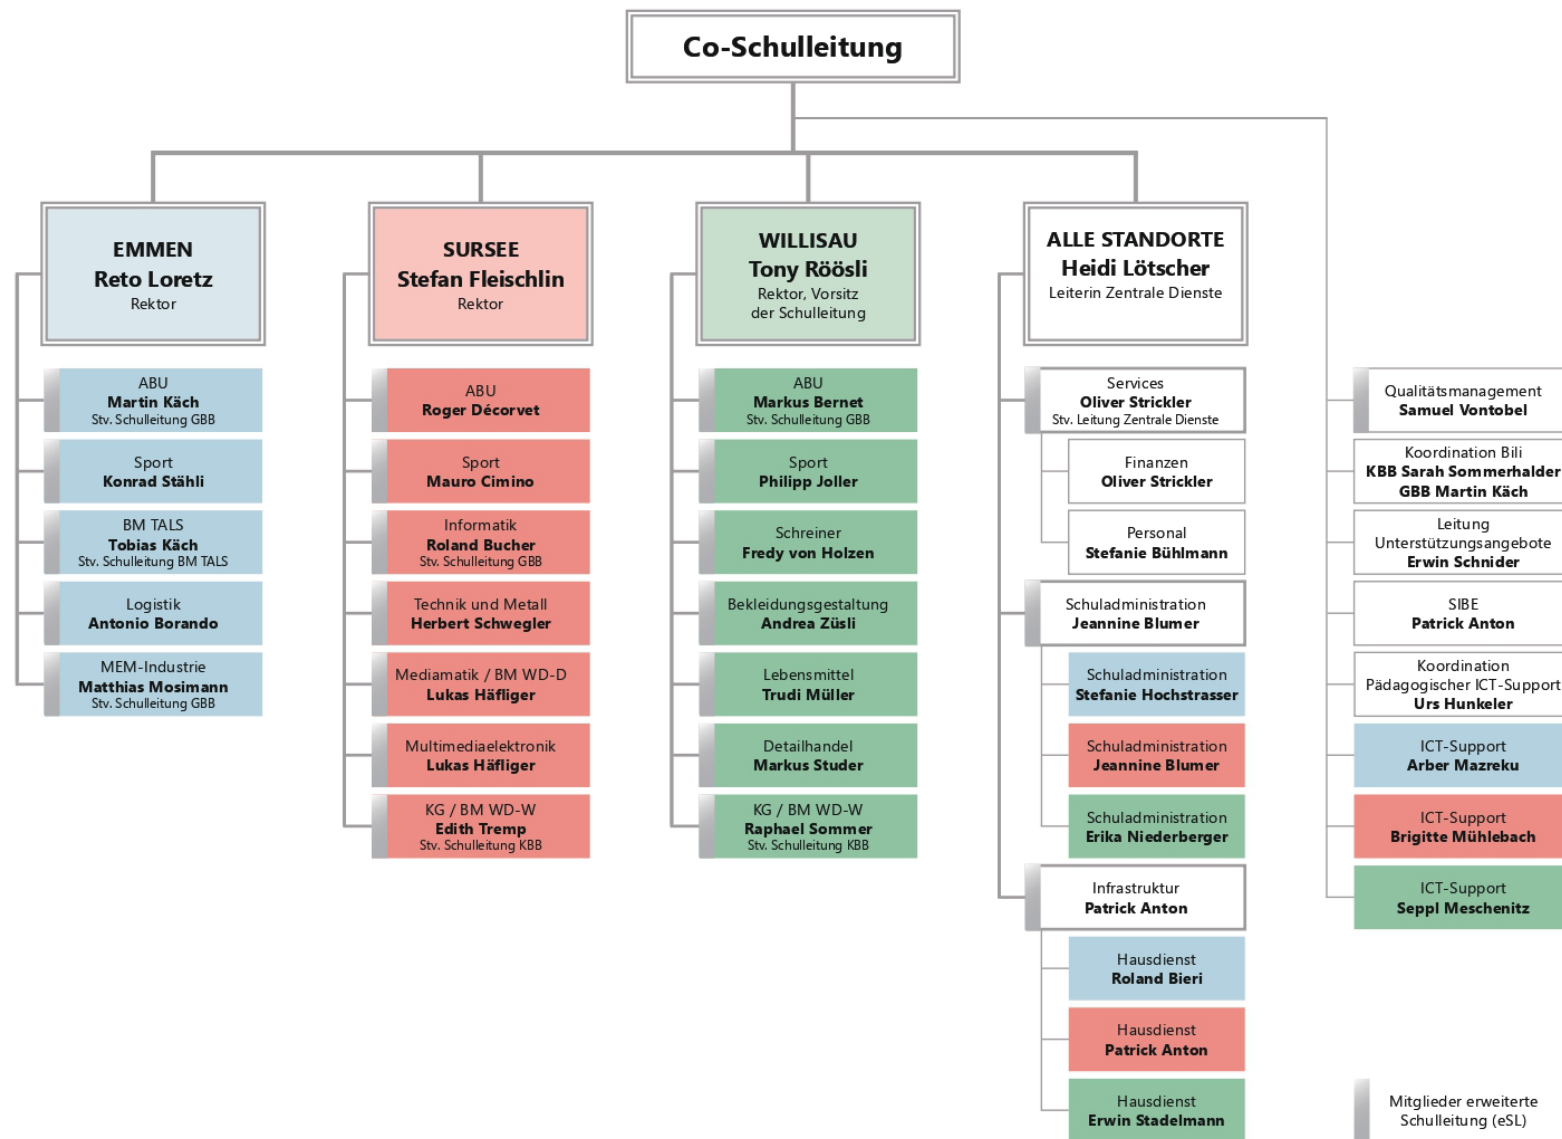 Co-Schulleitung
EMMEN
Reto Loretz
Rektor
ABU
Martin Käch
Stv. Schulleitung GBB
Sport
Konrad Stähli
BM TALS
Tobias Käch
Stv. Schulleitung BM TALS
Logistik
Antonio Borando
MEM-Industrie
Matthias Mosimann
Stv. Schulleitung GBB
SURSEE
Stefan Fleischlin
Rektor
ABU
Roger Décorvet
Sport
Mauro Cimino
Informatik
Roland Bucher
Stv. Schulleitung GBB
Technik und Metall
Herbert Schwegler
Mediamatik / BM WD-D
Lukas Häfliger
Multimediaelektronik
Lukas Häfliger
KG / BM WD-W
Edith Tremp
Stv. Schulleitung KBB
WILLISAU
Tony Röösli
Rektor, Vorsitz
der Schulleitung
ABU
Markus Bernet
Stv. Schulleitung GBB
Sport
Philipp Joller
Schreiner
Fredy von Holzen
Bekleidungsgestaltung
Andrea Züsli
Lebensmittel
Trudi Müller
Detailhandel
Markus Studer
KG / BM WD-W
Raphael Sommer
Stv. Schulleitung KBB
ALLE STANDORTE
Heidi Lötscher
Leiterin Zentrale Dienste
Services
Oliver Strickler
Stv. Leitung Zentrale Dienste
Finanzen
Oliver Strickler
Personal
Stefanie Bühlmann
Schuladministration
Jeannine Blumer
Schuladministration
Stefanie Hochstrasser
Schuladministration
Jeannine Blumer
Schuladministration
Erika Niederberger
Infrastruktur
Patrick Anton
Hausdienst
Roland Bieri
Hausdienst
Patrick Anton
Hausdienst
Erwin Stadelmann
Qualitätsmanagement
Samuel Vontobel
Koordination Bili
KBB Sarah Sommerhalder
GBB Martin Käch
Leitung
Unterstützungsangebote
Erwin Schnider
SIBE
Patrick Anton
Koordination
Pädagogischer ICT-Support
Urs Hunkeler
ICT-Support
Arber Mazreku
ICT-Support
Brigitte Mühlebach
ICT-Support
Seppl Meschenitz
Mitglieder erweiterte
Schulleitung (eSL)